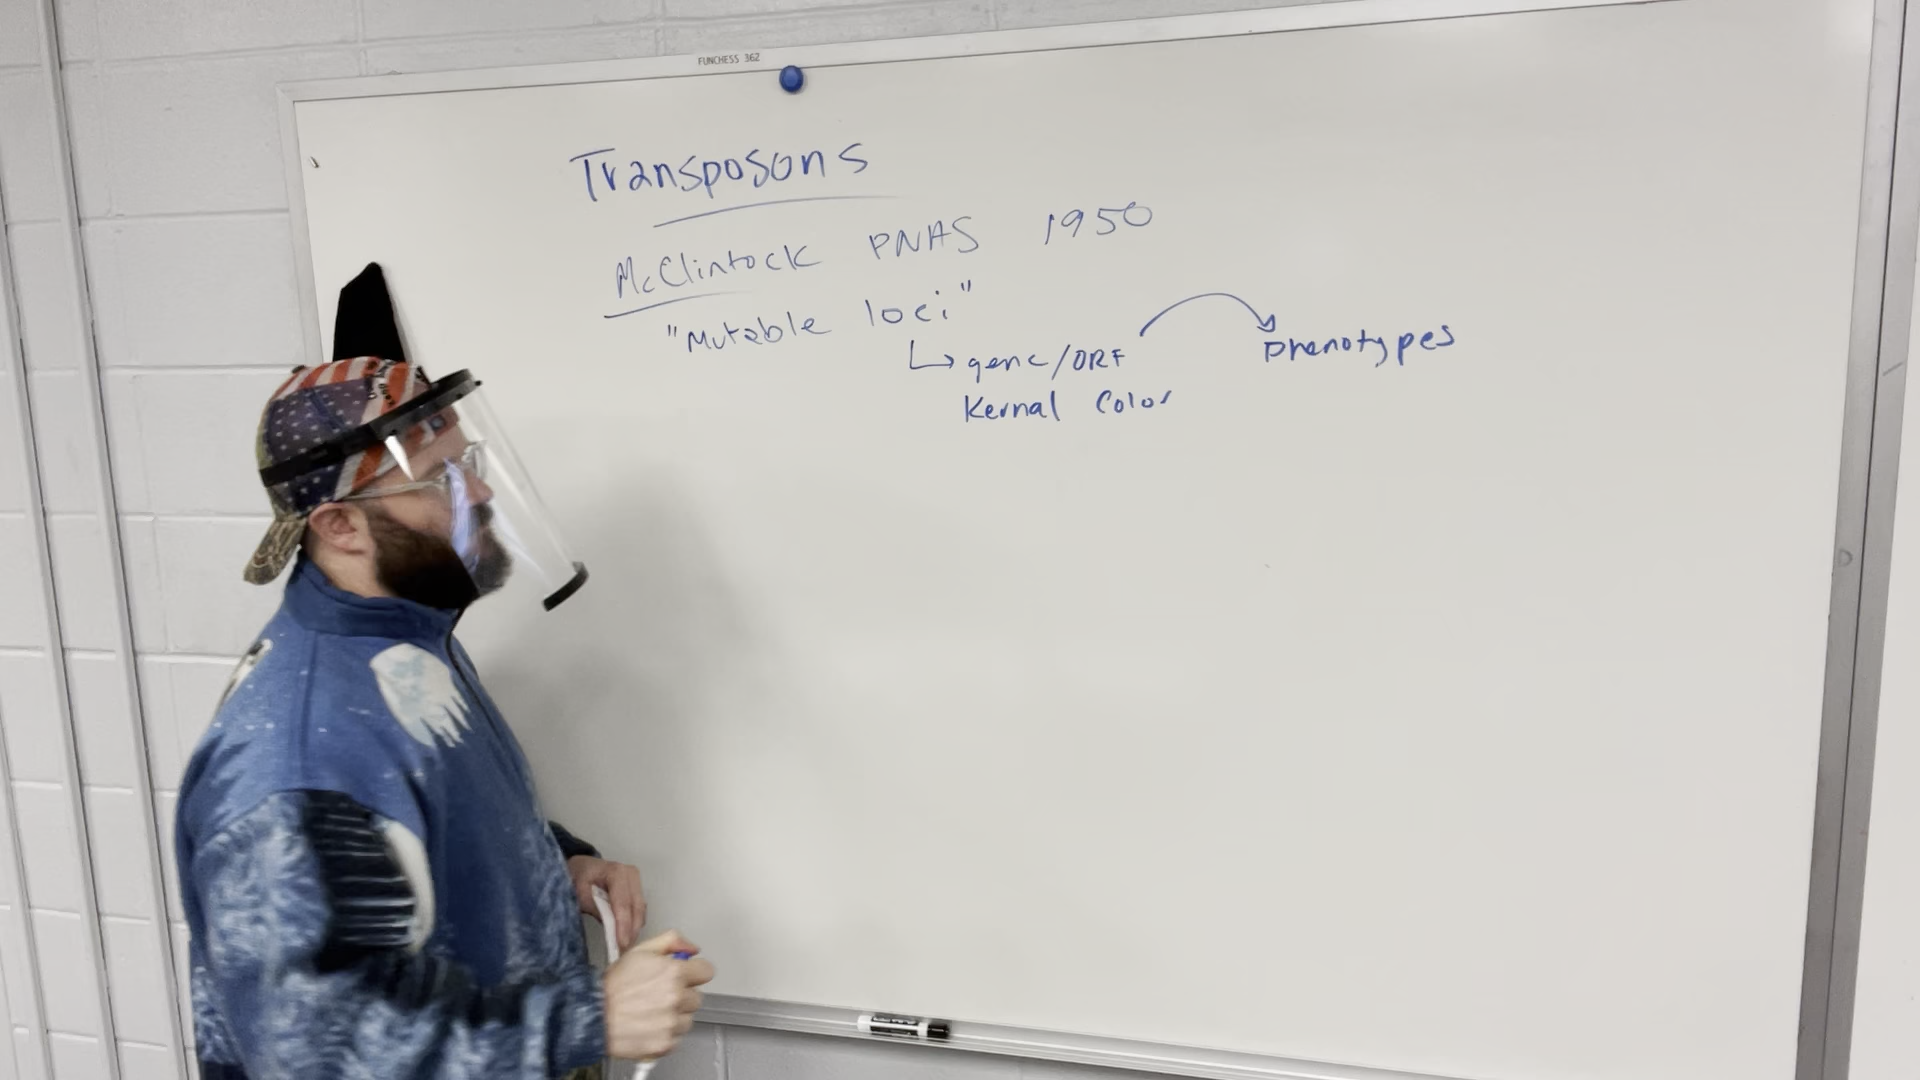 FUNCHESS 362
Transposons
McClintock PNAS 1950
"Mutable loci"
↳ gene/ORF
Phenotypes
Kernal Color